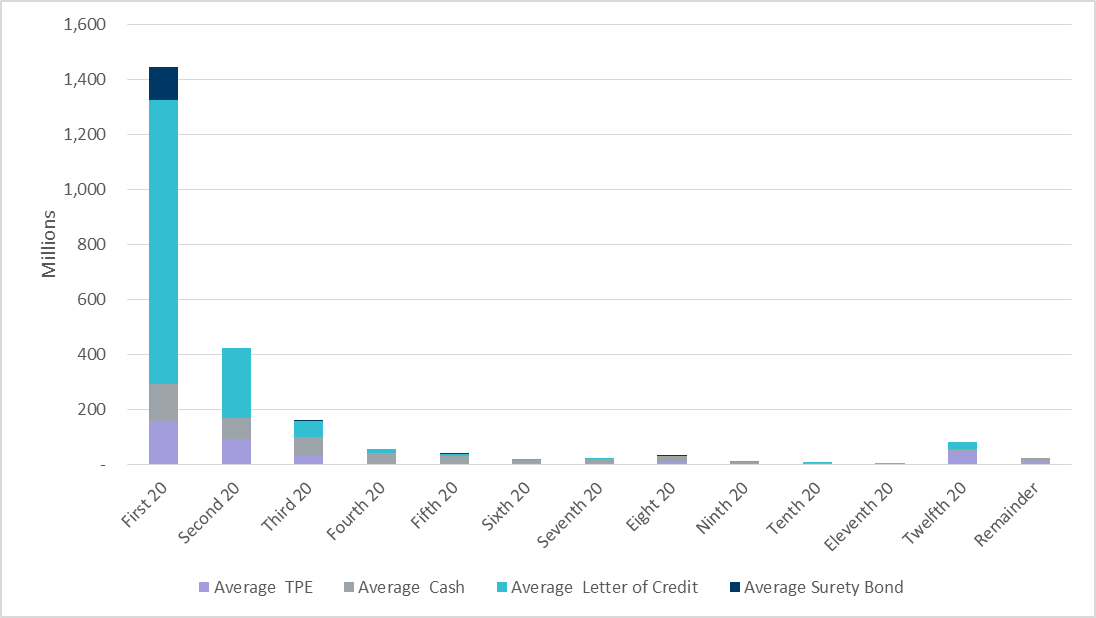 1,600
1,400
1,200
1,000
800
600
400
200
-
Millions
First 20
Second 20
Third 20
Fourth 20
Fifth 20
Sixth 20
Seventh 20
Eight 20
Ninth 20
Tenth 20
Eleventh 20
Twelfth 20
Remainder
Average  TPE
Average  Cash
Average  Letter of Credit
Average Surety Bond